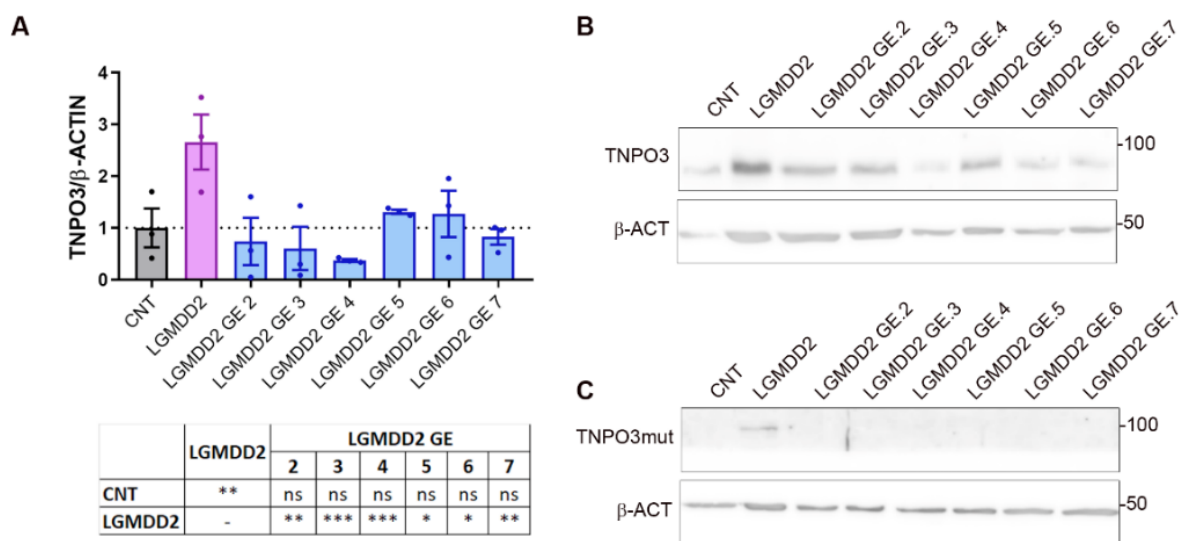 A
TNPO3/β-ACTIN
4
3
2
1
0
CNT
LGMDD2
LGMDD2 GE 2
LGMDD2 GE 3
LGMDD2 GE 4
LGMDD2 GE 5
LGMDD2 GE 6
LGMDD2 GE 7
LGMDD2 LGMDD2 GE
2 3 4 5 6 7
CNT ** ns ns ns ns ns ns
LGMDD2 - ** *** *** * * **
B
CNT
LGMDD2
LGMDD2 GE.2
LGMDD2 GE.3
LGMDD2 GE.4
LGMDD2 GE.5
LGMDD2 GE.6
LGMDD2 GE.7
TNPO3 -100
β-ACT -50
C
CNT
LGMDD2
LGMDD2 GE.2
LGMDD2 GE.3
LGMDD2 GE.4
LGMDD2 GE.5
LGMDD2 GE.6
LGMDD2 GE.7
TNPO3mut -100
β-ACT -50